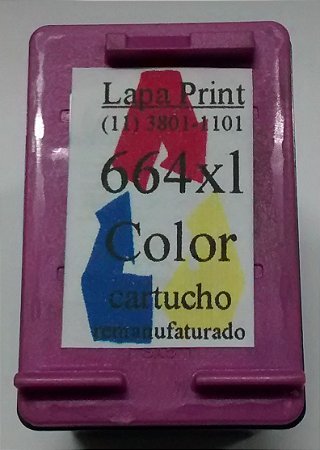 Lapa Print
(11) 3801-1101
664xl
Color
cartucho
remanufaturado